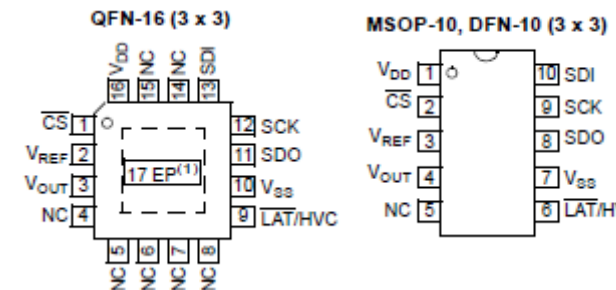 QFN-16 (3 x 3)
VDD NC NC SDI
16 15 14 13
CS 1
VREF 2
VOUT 3
NC 4
17 EP(1)
12 SCK
11 SDO
10 VSS
9 LAT/HVC
5 6 7 8
NC NC NC NC
MSOP-10, DFN-10 (3 x 3)
VDD 1
CS 2
VREF 3
VOUT 4
NC 5
10 SDI
9 SCK
8 SDO
7 VSS
6 LAT/H